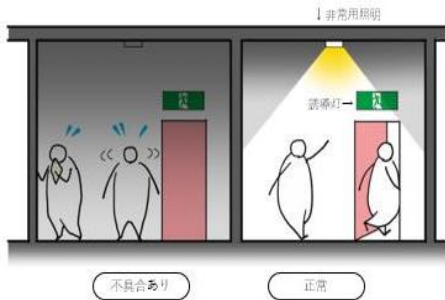 ↓非常用照明
誘導灯→
不具合あり
正常